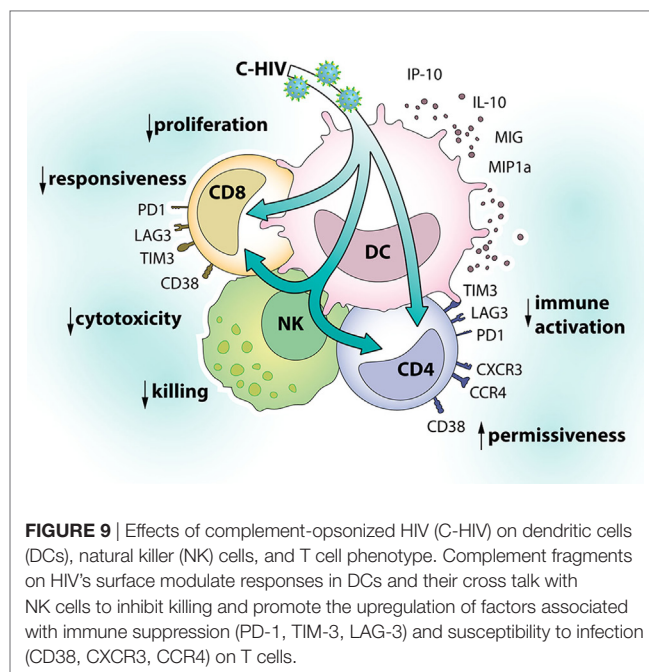 C-HIV
IP-10
IL-10
MIG
MIP1a
↓proliferation
↓responsiveness
CD8
PD1
LAG3
TIM3
CD38
DC
TIM3
LAG3
PD1
↓immune
activation
↓cytotoxicity
NK
CD4
CXCR3
CCR4
↓killing
CD38
↑permissiveness
FIGURE 9 | Effects of complement-opsonized HIV (C-HIV) on dendritic cells
(DCs), natural killer (NK) cells, and T cell phenotype. Complement fragments
on HIV's surface modulate responses in DCs and their cross talk with
NK cells to inhibit killing and promote the upregulation of factors associated
with immune suppression (PD-1, TIM-3, LAG-3) and susceptibility to infection
(CD38, CXCR3, CCR4) on T cells.